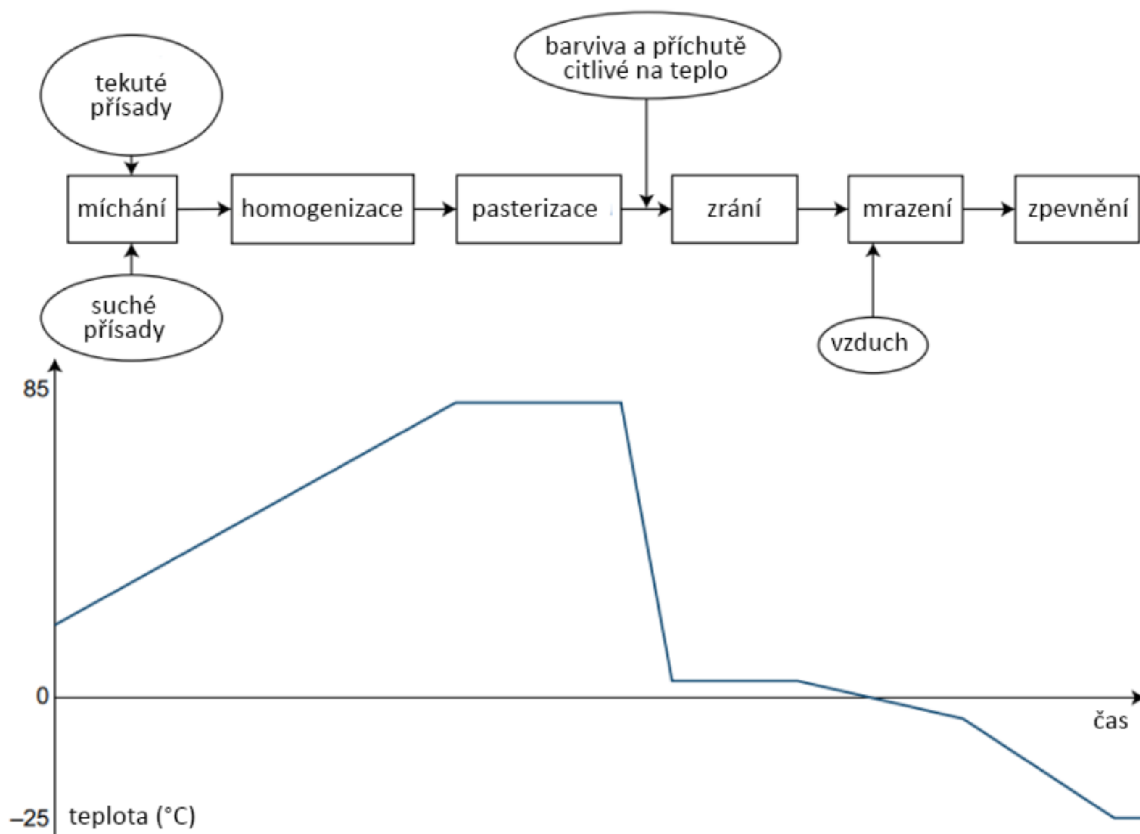 barviva a příchutě
citlivé na teplo
tekuté
přísady
míchání
homogenizace
pasterizace
zrání
mrazení
zpevnění
suché
přísady
vzduch
85
0
čas
–25
teplota (°C)